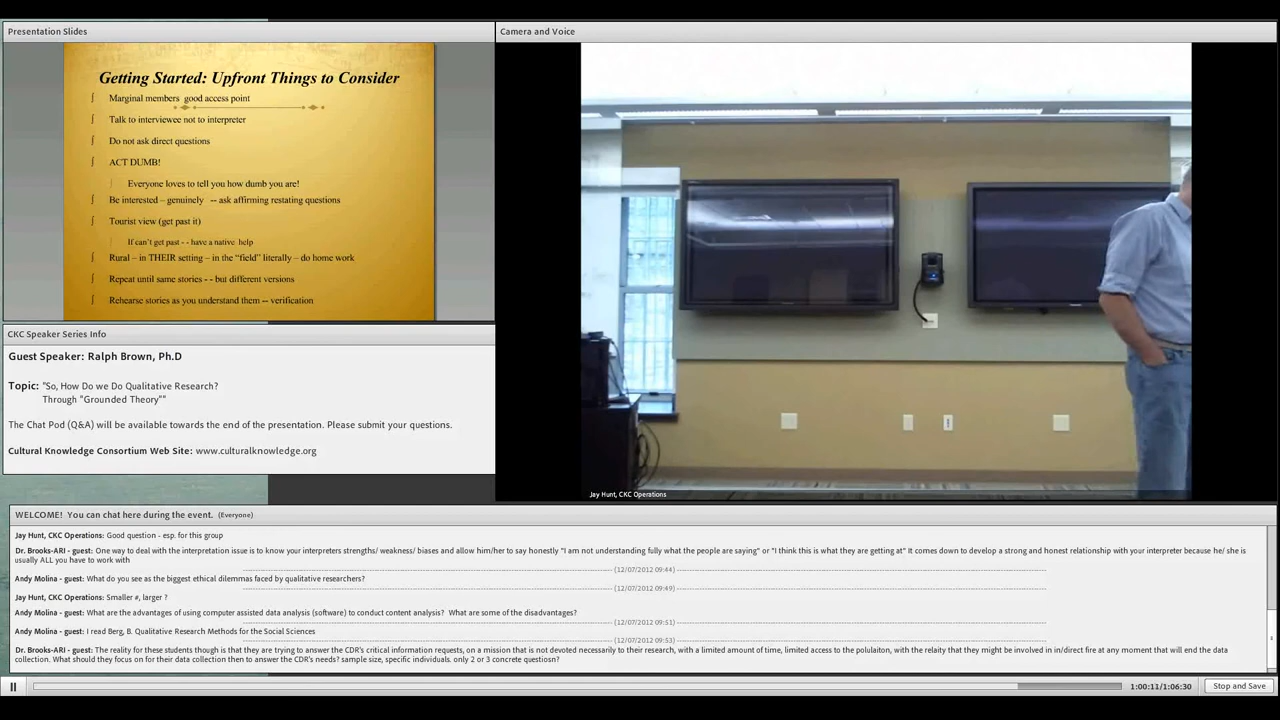 Presentation Slides
Getting Started: Upfront Things to Consider
Marginal members good access point
Talk to interviewee not to interpreter
Do not ask direct questions
ACT DUMB!
Everyone loves to tell you how dumb you are!
Be interested – genuinely -- ask affirming restating questions
Tourist view (get past it)
If can't get past - - have a native help
Rural – in THEIR setting – in the “field” literally – do home work
Repeat until same stories - - but different versions
Rehearse stories as you understand them -- verification
Camera and Voice
Jay Hunt, CKC Operations
CKC Speaker Series Info
Guest Speaker: Ralph Brown, Ph.D
Topic: "So, How Do we Do Qualitative Research?
Through "Grounded Theory""
The Chat Pod (Q&A) will be available towards the end of the presentation. Please submit your questions.
Cultural Knowledge Consortium Web Site: www.culturalknowledge.org
WELCOME! You can chat here during the event. (Everyone)
Jay Hunt, CKC Operations: Good question - esp. for this group
Dr. Brooks-ARI - guest: One way to deal with the interpretation issue is to know your interpreters strengths/ weakness/ biases and allow him/her to say honestly "I am not understanding fully what the people are saying" or "I think this is what they are getting at" It comes down to develop a strong and honest relationship with your interpreter because he/ she is
usually ALL you have to work with
(12/07/2012 09:44)
Andy Molina - guest: What do you see as the biggest ethical dilemmas faced by qualitative researchers?
(12/07/2012 09:49)
Jay Hunt, CKC Operations: Smaller #, larger ?
Andy Molina - guest: What are the advantages of using computer assisted data analysis (software) to conduct content analysis? What are some of the disadvantages?
(12/07/2012 09:51)
Andy Molina - guest: I read Berg, B. Qualitative Research Methods for the Social Sciences
(12/07/2012 09:53)
Dr. Brooks-ARI - guest: The reality for these students though is that they are trying to answer the CDR's critical information requests, on a mission that is not devoted necessarily to their research, with a limited amount of time, limited access to the polulaiton, with the relaity that they might be involved in in/direct fire at any moment that will end the data
collection. What should they focus on for their data collection then to answer the CDR's needs? sample size, specific individuals. only 2 or 3 concrete questiosn?
1:00:11/1:06:30
Stop and Save